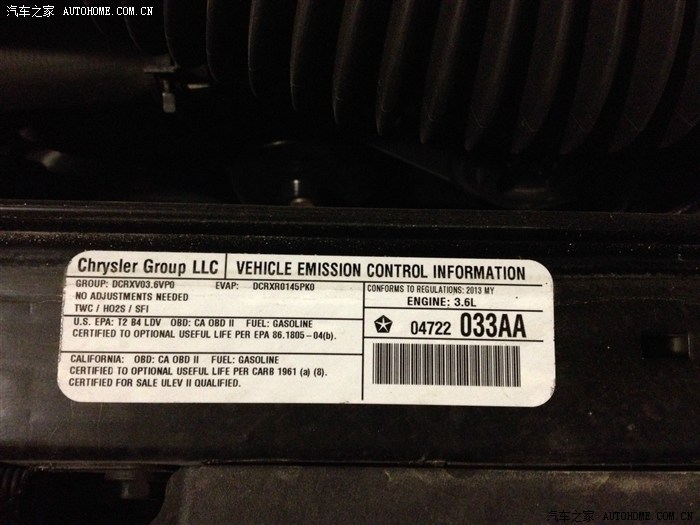 汽车之家 AUTOHOME.COM.CN
Chrysler Group LLC VEHICLE EMISSION CONTROL INFORMATION
GROUP: DCRXV03.6VP0 EVAP: DCRXR0145PK0
NO ADJUSTMENTS NEEDED
TWC / HO2S / SFI
CONFORMS TO REGULATIONS: 2013 MY
ENGINE: 3.6L
U.S. EPA: T2 B4 LDV OBD: CA OBD II FUEL: GASOLINE
CERTIFIED TO OPTIONAL USEFUL LIFE PER EPA 86.1805-04(b).
04722 033AA
CALIFORNIA: OBD: CA OBD II FUEL: GASOLINE
CERTIFIED TO OPTIONAL USEFUL LIFE PER CARB 1961 (a) (8).
CERTIFIED FOR SALE ULEV II QUALIFIED.
汽车之家 AUTOHOME.COM.CN